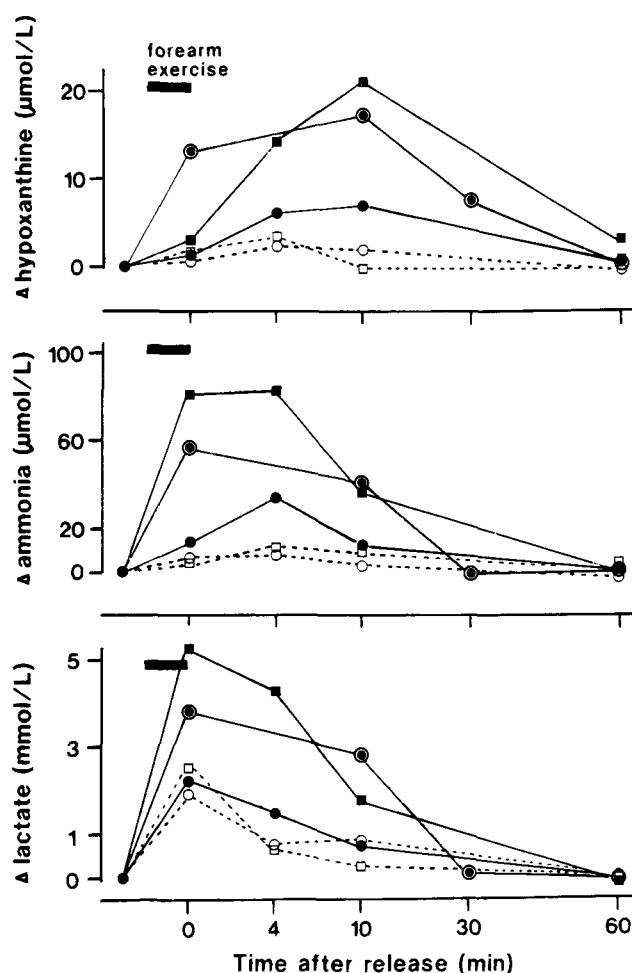 forearm
exercise
Δ hypoxanthine (μmol/L)
20
10
0
Δ ammonia (μmol/L)
100
60
20
0
Δ lactate (mmol/L)
5
3
1
0
0 4 10 30 60
Time after release (min)